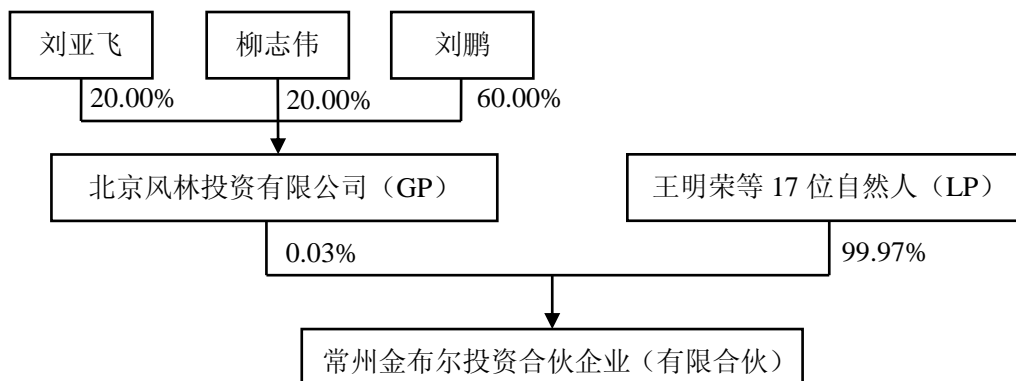 刘亚飞
柳志伟
刘鹏
20.00%
20.00%
60.00%
北京风林投资有限公司（GP）
王明荣等 17 位自然人（LP）
0.03%
99.97%
常州金布尔投资合伙企业（有限合伙）